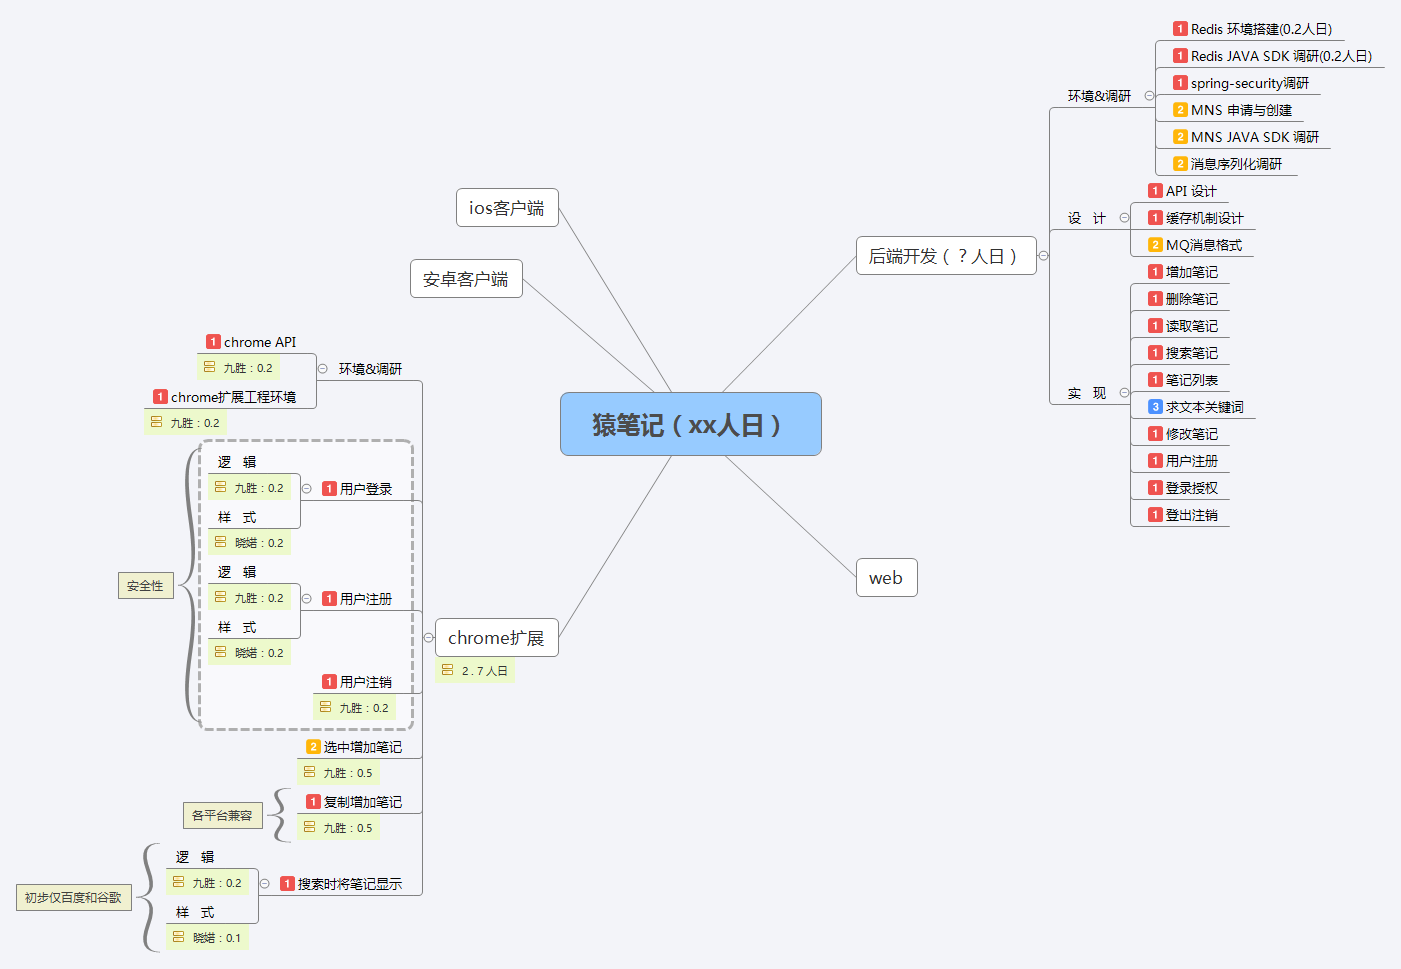 猿笔记（xx人日）
后端开发（？人日）
环境&调研
1 Redis 环境搭建(0.2人日)
1 Redis JAVA SDK 调研(0.2人日)
1 spring-security调研
2 MNS 申请与创建
2 MNS JAVA SDK 调研
2 消息序列化调研
设 计
1 API 设计
1 缓存机制设计
2 MQ消息格式
实 现
1 增加笔记
1 删除笔记
1 读取笔记
1 搜索笔记
1 笔记列表
3 求文本关键词
1 修改笔记
1 用户注册
1 登录授权
1 登出注销
web
ios客户端
安卓客户端
chrome扩展
2.7人日
环境&调研
1 chrome API
九胜：0.2
1 chrome扩展工程环境
九胜：0.2
安全性
1 用户登录
逻 辑
九胜：0.2
样 式
晓婧：0.2
1 用户注册
逻 辑
九胜：0.2
样 式
晓婧：0.2
1 用户注销
九胜：0.2
2 选中增加笔记
九胜：0.5
各平台兼容
1 复制增加笔记
九胜：0.5
初步仅百度和谷歌
1 搜索时将笔记显示
逻 辑
九胜：0.2
样 式
晓婧：0.1